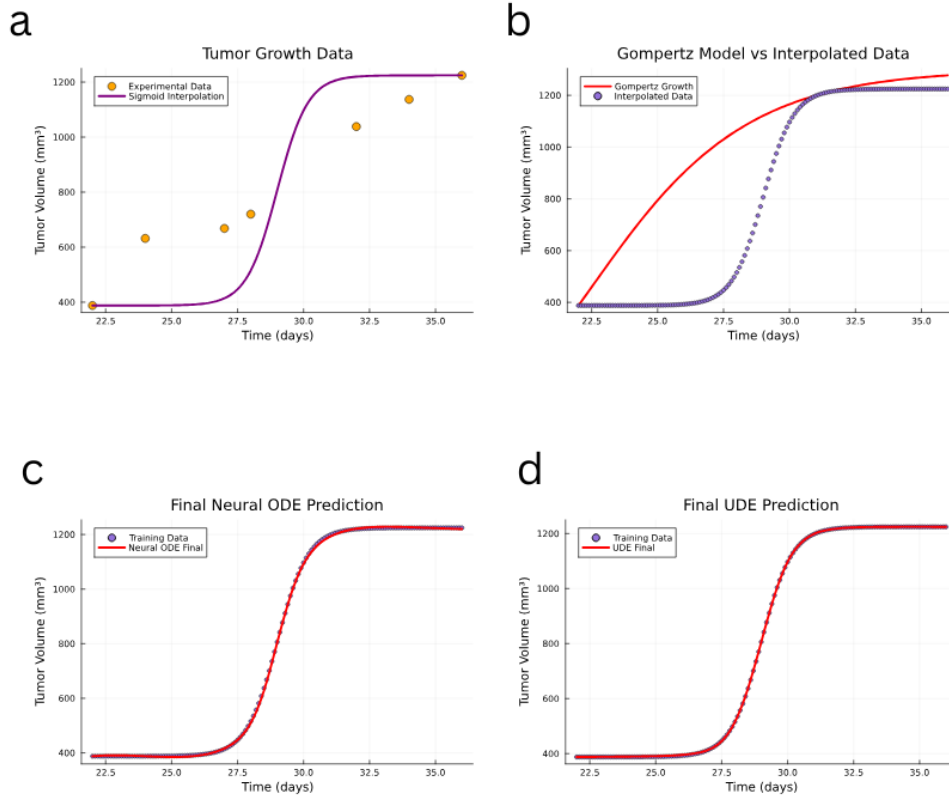 a
Tumor Growth Data
Experimental Data
Sigmoid Interpolation
1200
1000
800
600
400
Tumor Volume (mm³)
22.5 25.0 27.5 30.0 32.5 35.0
Time (days)
b
Gompertz Model vs Interpolated Data
Gompertz Growth
Interpolated Data
1200
1000
800
600
400
Tumor Volume (mm³)
22.5 25.0 27.5 30.0 32.5 35.0
Time (days)
c
Final Neural ODE Prediction
Training Data
Neural ODE Final
1200
1000
800
600
400
Tumor Volume (mm³)
22.5 25.0 27.5 30.0 32.5 35.0
Time (days)
d
Final UDE Prediction
Training Data
UDE Final
1200
1000
800
600
400
Tumor Volume (mm³)
22.5 25.0 27.5 30.0 32.5 35.0
Time (days)